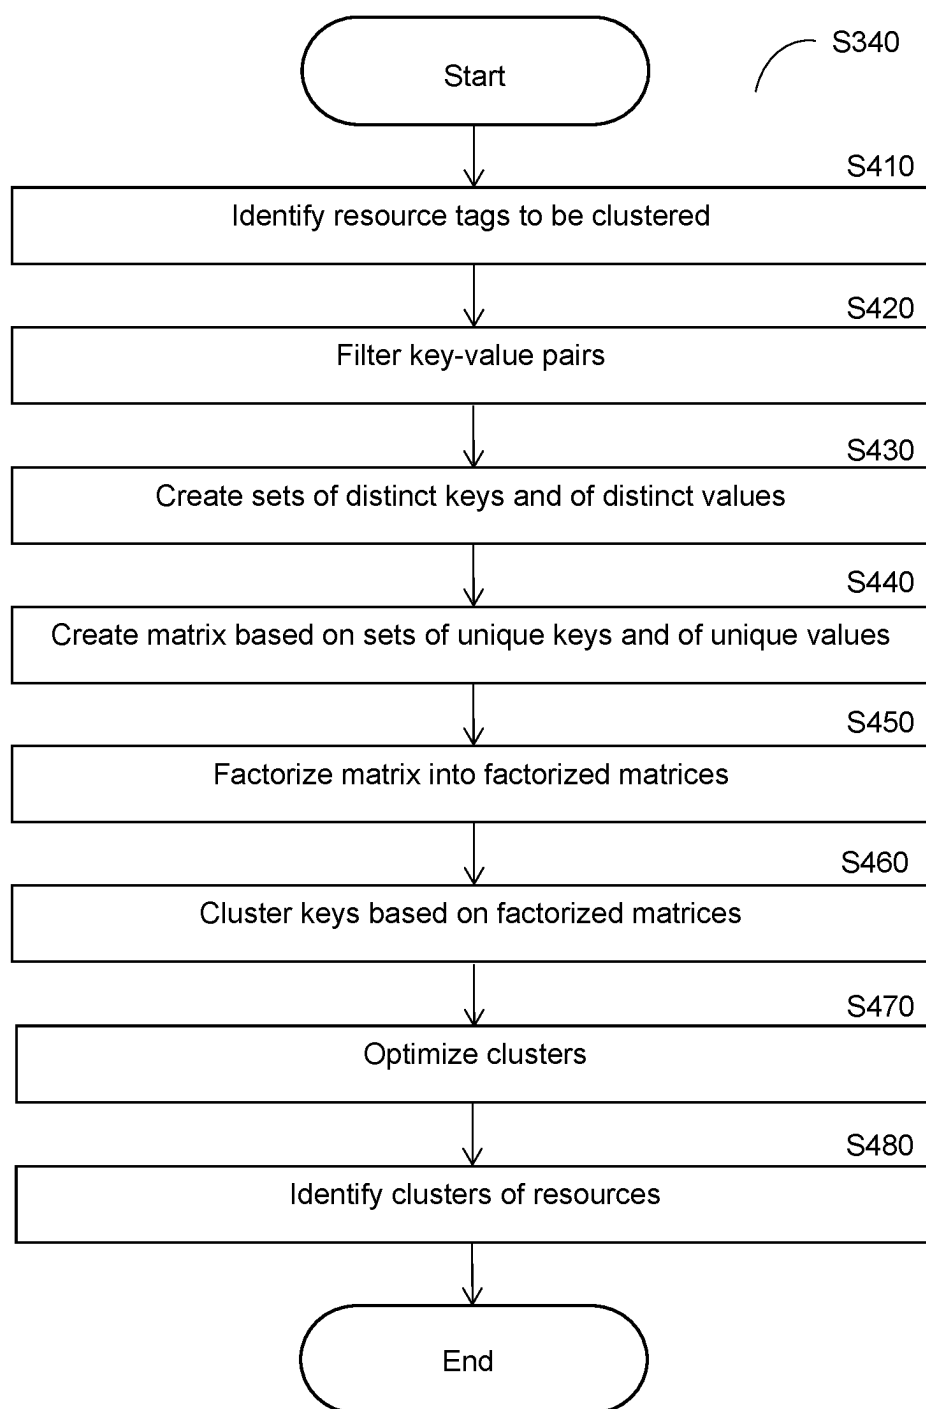 Start
S340
S410
Identify resource tags to be clustered
S420
Filter key-value pairs
S430
Create sets of distinct keys and of distinct values
S440
Create matrix based on sets of unique keys and of unique values
S450
Factorize matrix into factorized matrices
S460
Cluster keys based on factorized matrices
S470
Optimize clusters
S480
Identify clusters of resources
End